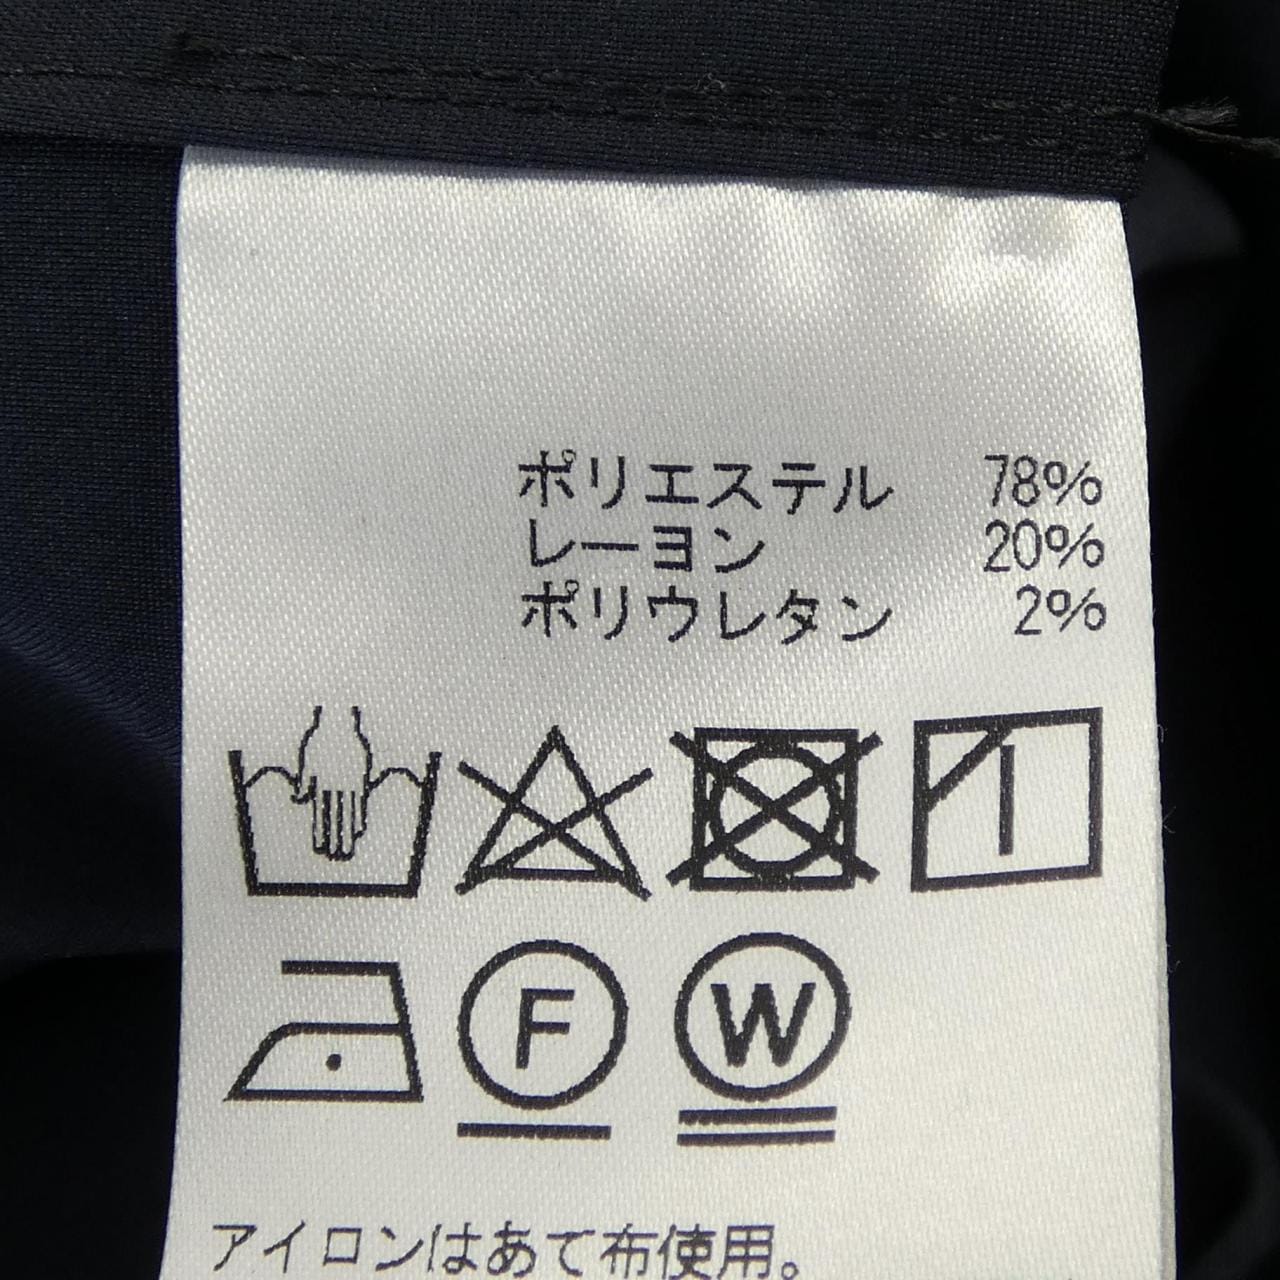 ポリエステル 78%
レーヨン 20%
ポリウレタン 2%
F W
アイロンはあて布使用。